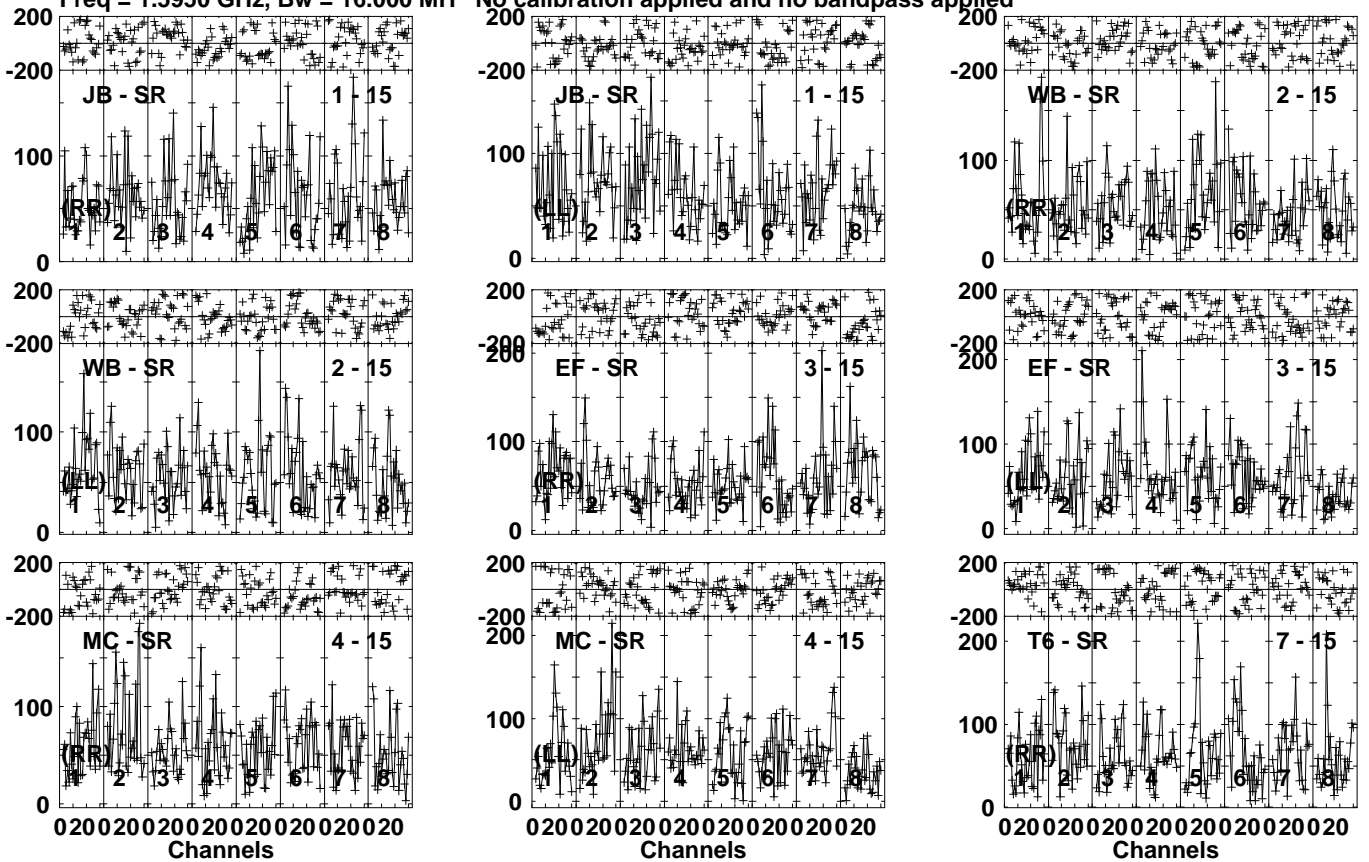 Freq = 1.5950 GHz, Bw = 16.000 MH No calibration applied and no bandpass applied
200 200 200
-200 -200 -200
JB - SR 1 - 15 JB - SR 1 - 15 WB - SR 2 - 15
100 100 100
(RR) (LL) (RR)
1 2 3 4 5 6 7 8 1 2 3 4 5 6 7 8 1 2 3 4 5 6 7 8
0 0 0
200 200 200
-200 -200 -200
200 200
WB - SR 2 - 15 EF - SR 3 - 15 EF - SR 3 - 15
100 100 100
(LL) (RR) (LL)
1 2 3 4 5 6 7 8 1 2 3 4 5 6 7 8 1 2 3 4 5 6 7 8
0 0 0
200 200 200
-200 -200 -200
200 200
MC - SR 4 - 15 MC - SR 4 - 15 T6 - SR 7 - 15
100 100 100
(RR) (LL) (RR)
1 2 3 4 5 6 7 8 1 2 3 4 5 6 7 8 1 2 3 4 5 6 7 8
0 0 0
0 20 0 20 0 20 0 20 0 20 0 20 0 20 0 20 0 20 0 20 0 20 0 20 0 20 0 20 0 20 0 20 0 20 0 20 0 20 0 20 0 20 0 20 0 20 0 20
Channels Channels Channels